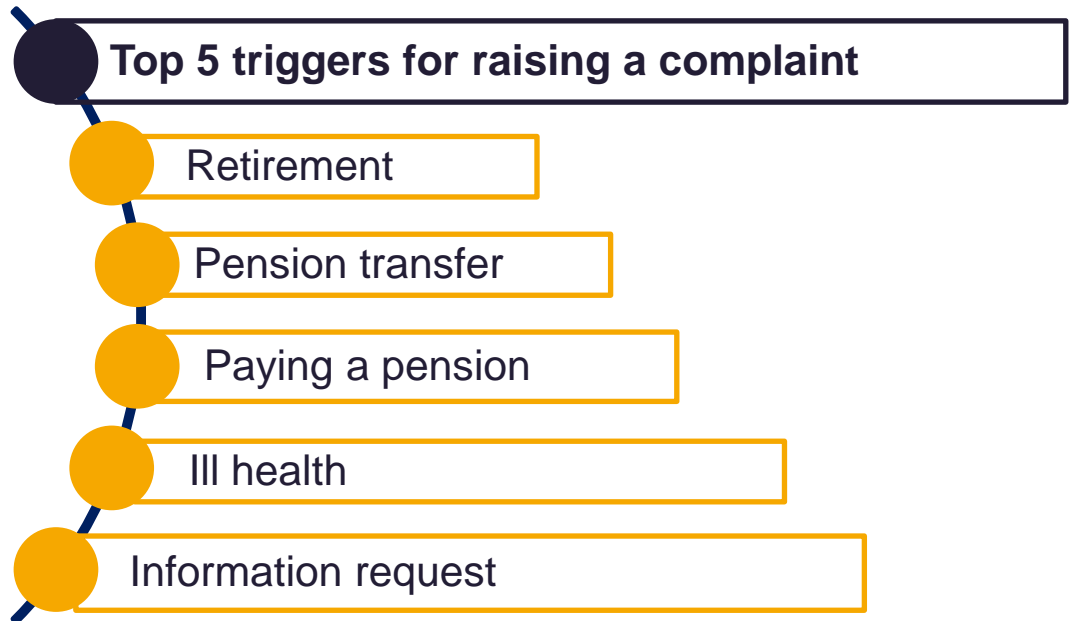 Top 5 triggers for raising a complaint
Retirement
Pension transfer
Paying a pension
Ill health
Information request